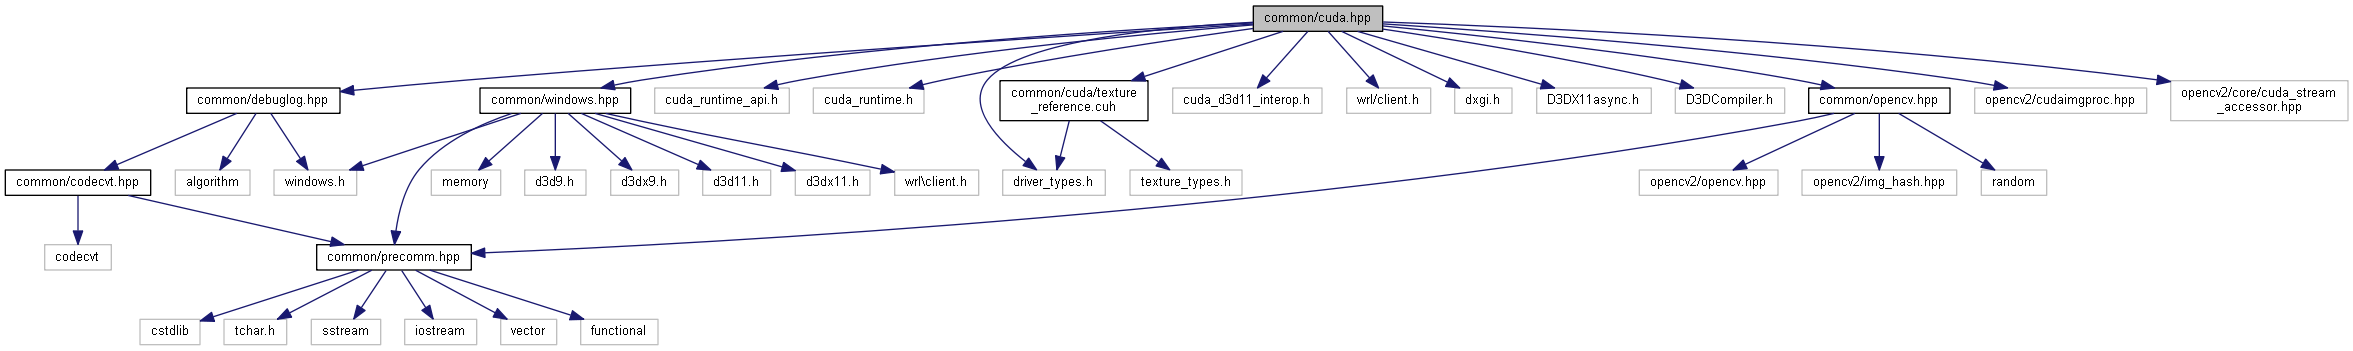 common/cuda.hpp
common/debuglog.hpp
common/windows.hpp
cuda_runtime_api.h
cuda_runtime.h
common/cuda/texture
_reference.cuh
cuda_d3d11_interop.h
wrl/client.h
dxgi.h
D3DX11async.h
D3DCompiler.h
common/opencv.hpp
opencv2/cudaimgproc.hpp
opencv2/core/cuda_stream
_accessor.hpp
common/codecvt.hpp
algorithm
windows.h
memory
d3d9.h
d3dx9.h
d3d11.h
d3dx11.h
wrl\client.h
driver_types.h
texture_types.h
opencv2/opencv.hpp
opencv2/img_hash.hpp
random
codecvt
common/precomm.hpp
cstdlib
tchar.h
sstream
iostream
vector
functional